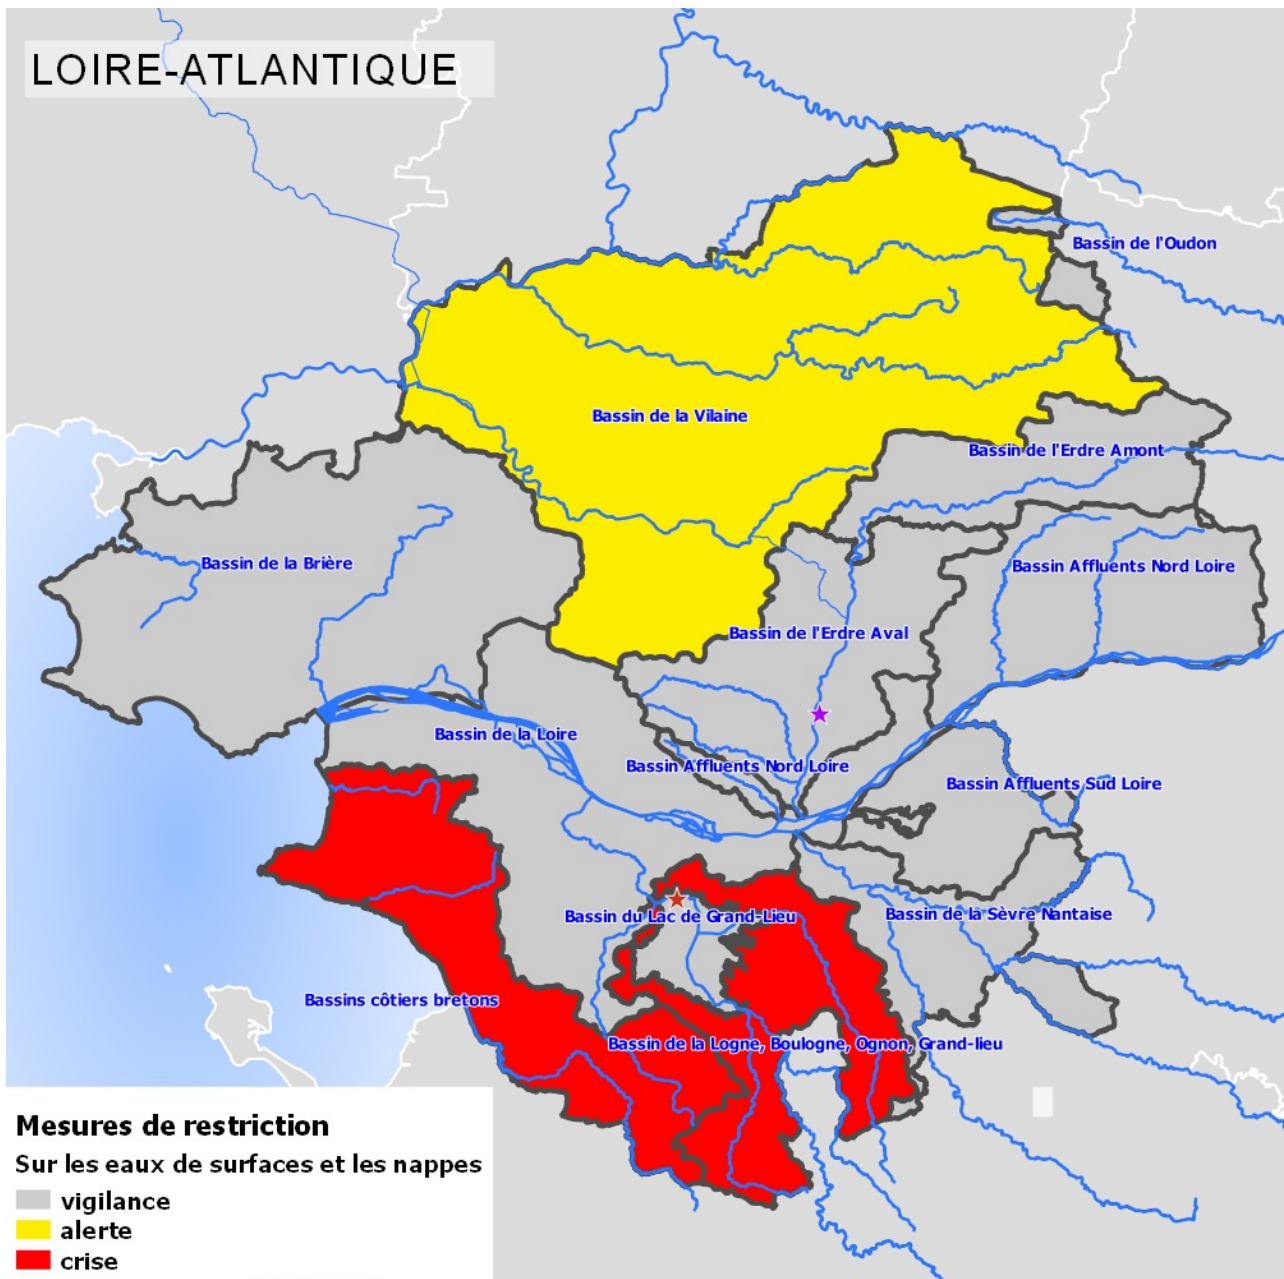 LOIRE-ATLANTIQUE
Bassin de l'Oudon
Bassin de la Vilaine
Bassin de l'Erdre Amont
Bassin de la Brière
Bassin Affluents Nord Loire
Bassin de l'Erdre Aval
Bassin de la Loire
Bassin Affluents Nord Loire
Bassin Affluents Sud Loire
Bassin du Lac de Grand-Lieu
Bassin de la Sèvre Nantaise
Bassins côtiers bretons
Bassin de la Logne, Boulogne, Ognon, Grand-lieu
Mesures de restriction
Sur les eaux de surfaces et les nappes
vigilance
alerte
crise